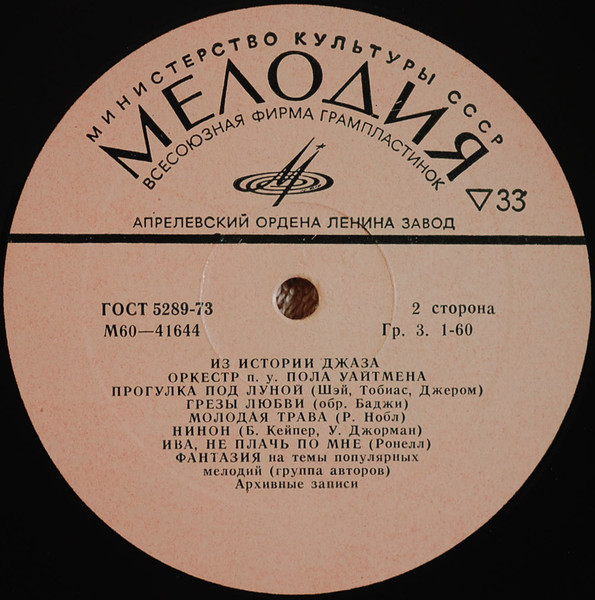 МИНИСТЕРСТВО КУЛЬТУРЫ СССР
МЕЛОДИЯ
ВСЕСОЮЗНАЯ ФИРМА ГРАМПЛАСТИНОК
33
АПРЕЛЕВСКИЙ ОРДЕНА ЛЕНИНА ЗАВОД
ГОСТ 5289-73
2 сторона
М60—41644
Гр. 3. 1-60
ИЗ ИСТОРИИ ДЖАЗА
ОРКЕСТР п. у. ПОЛА УАЙТМЕНА
ПРОГУЛКА ПОД ЛУНОЙ (Шэй, Тобиас, Джером)
ГРЕЗЫ ЛЮБВИ (обр. Баджи)
МОЛОДАЯ ТРАВА (Р. Нобл)
НИНОН (Б. Кейпер, У. Джорман)
ИВА, НЕ ПЛАЧЬ ПО МНЕ (Ронелл)
ФАНТАЗИЯ на темы популярных
мелодий (группа авторов)
Архивные записи